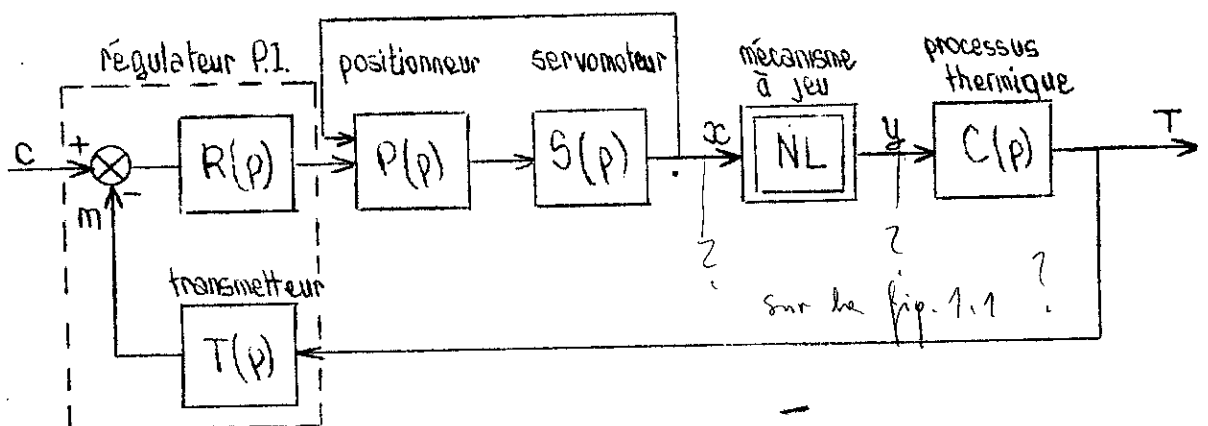 régulateur P.I.
positionneur
servomoteur
mécanisme
à jeu
processus
thermique
C
+
-
m
R(p)
P(p)
S(p)
x
NL
y
C(p)
T
?
?
?
sur la fig. 1.1
transmetteur
T(p)